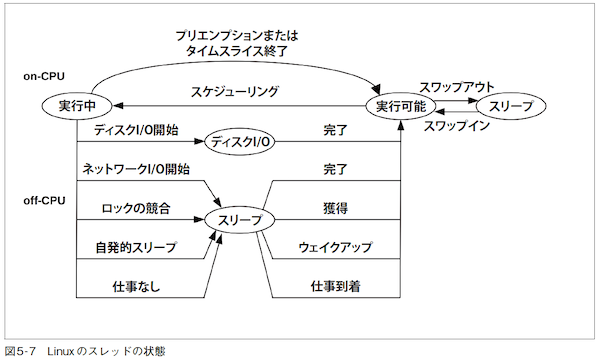 プリエンプションまたは
タイムスライス終了
on-CPU
スケジューリング
スワップアウト
実行中
実行可能
スリープ
スワップイン
ディスクI/O開始
ディスクI/O
完了
ネットワークI/O開始
完了
off-CPU
ロックの競合
スリープ
獲得
自発的スリープ
ウェイクアップ
仕事なし
仕事到着
図5-7 Linuxのスレッドの状態